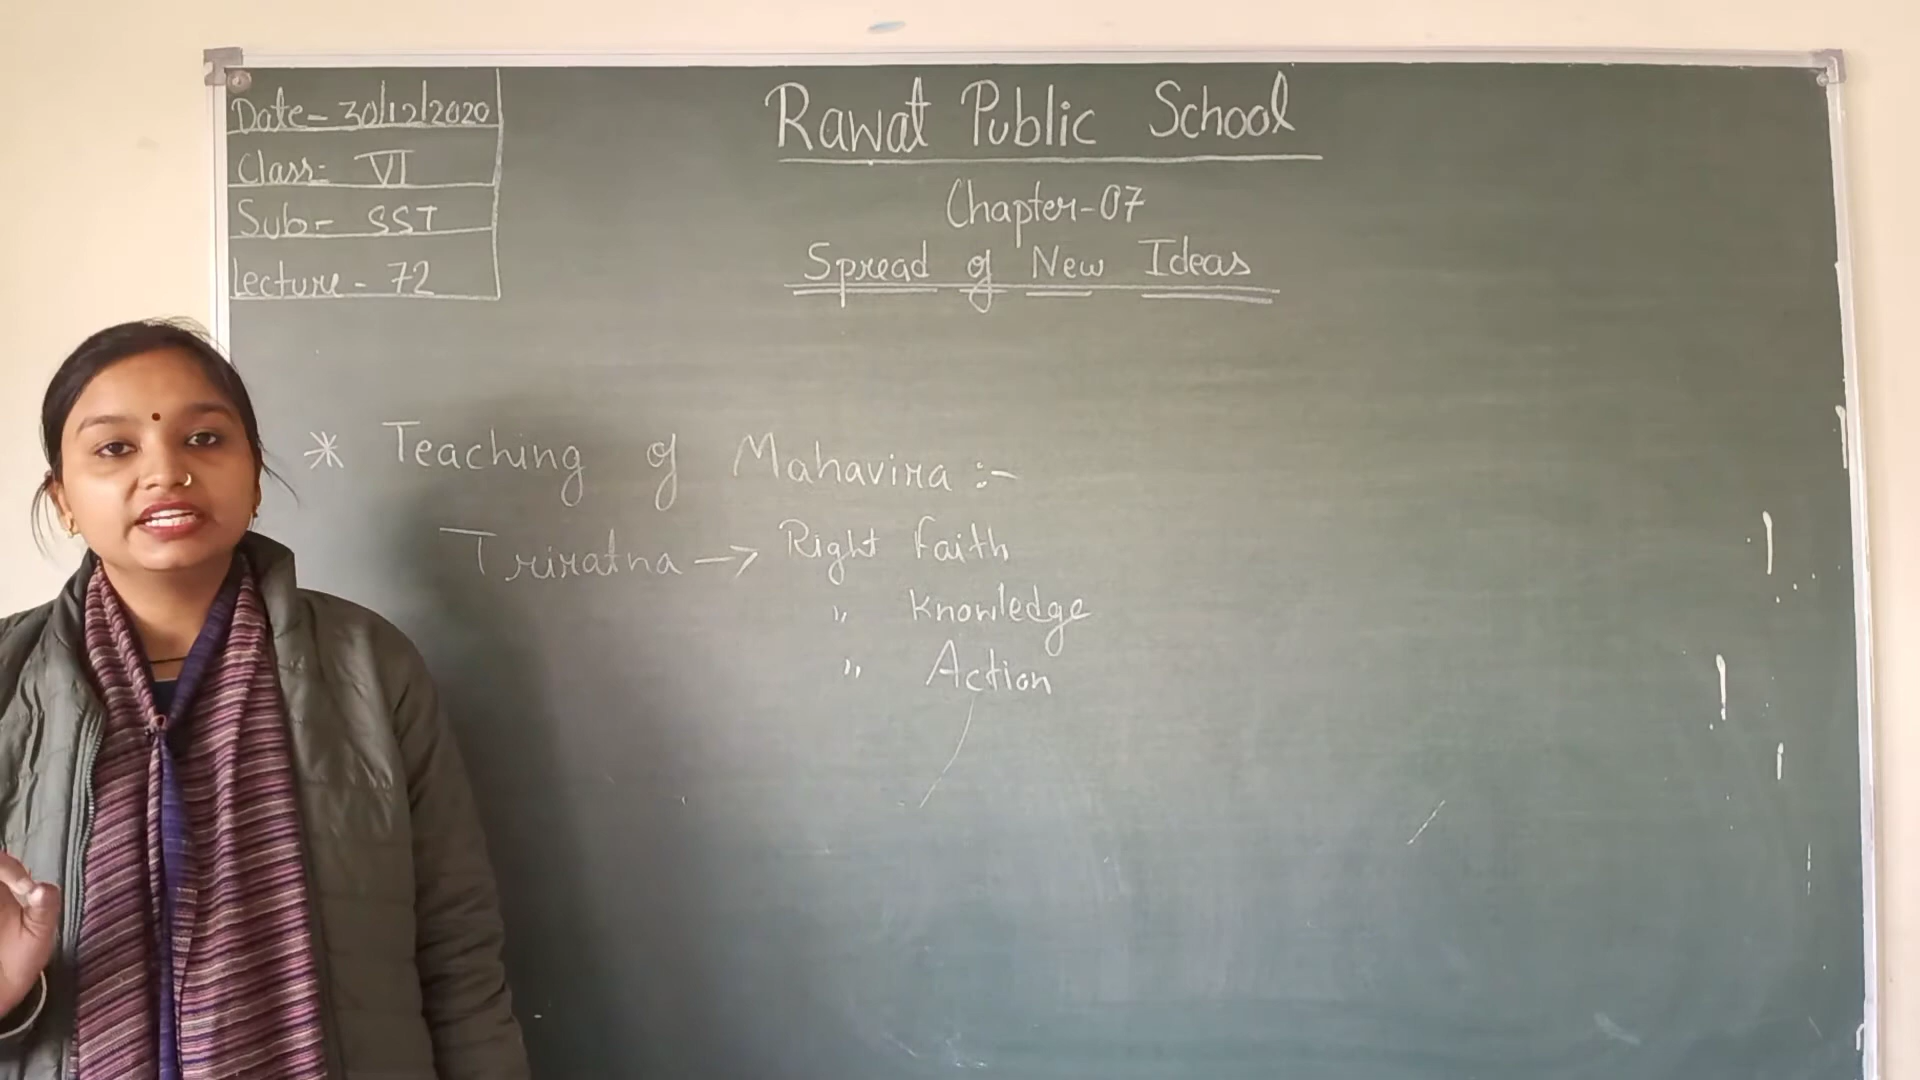 Date- 30/12/2020
Class:- VI
Sub:- SST
Lecture - 72
Rawat Public School
Chapter-07
Spread of New Ideas
* Teaching of Mahavira :-
Triratna → Right Faith
" Knowledge
" Action